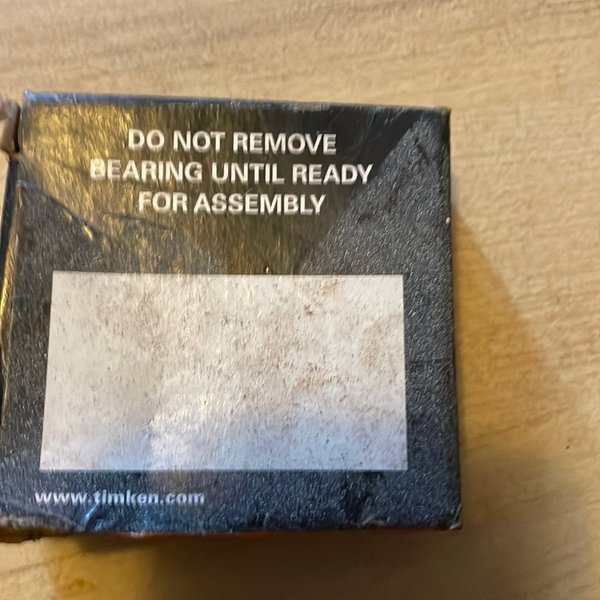 DO NOT REMOVE
BEARING UNTIL READY
FOR ASSEMBLY
www.timken.com